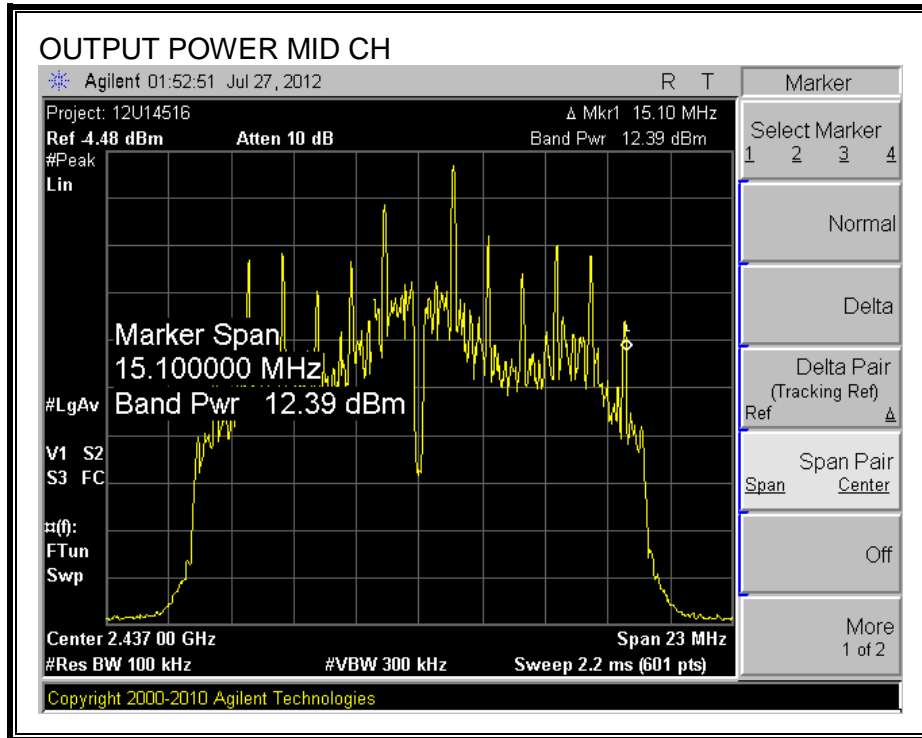 OUTPUT POWER MID CH
Agilent 01:52:51 Jul 27, 2012 R T
Project: 12U14516 Δ Mkr1 15.10 MHz
Ref -4.48 dBm Atten 10 dB Band Pwr 12.39 dBm
#Peak
Lin
Marker Span
15.100000 MHz
Band Pwr 12.39 dBm
#LgAv
V1 S2
S3 FC
¤(f):
FTun
Swp
Center 2.437 00 GHz Span 23 MHz
#Res BW 100 kHz #VBW 300 kHz Sweep 2.2 ms (601 pts)
Copyright 2000-2010 Agilent Technologies
Marker
Select Marker
1 2 3 4
Normal
Delta
Delta Pair
(Tracking Ref)
Ref Δ
Span Pair
Span Center
Off
More
1 of 2